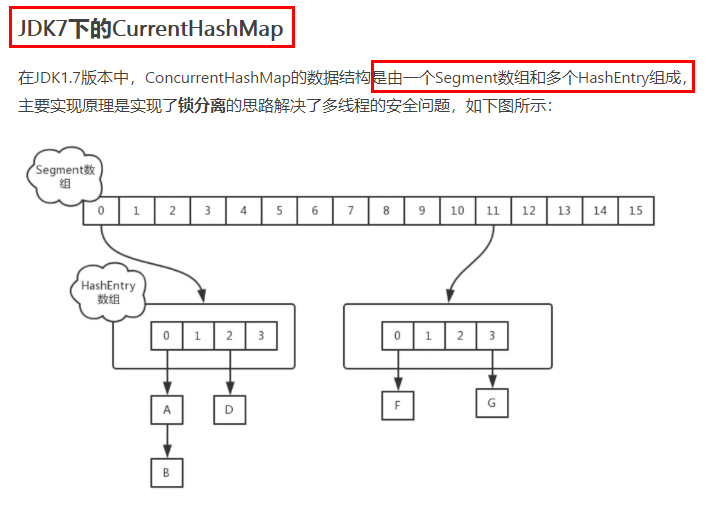 JDK7下的CurrentHashMap
在JDK1.7版本中，ConcurrentHashMap的数据结构是由一个Segment数组和多个HashEntry组成，
主要实现原理是实现了锁分离的思路解决了多线程的安全问题，如下图所示：
Segment数
组
0 1 2 3 4 5 6 7 8 9 10 11 12 13 14 15
HashEntry
数组
0 1 2 3
0 1 2 3
A
D
F
G
B